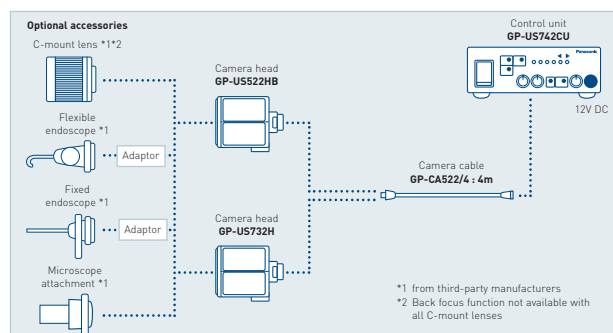 Optional accessories
C-mount lens *1*2
Flexible
endoscope *1
Adaptor
Fixed
endoscope *1
Adaptor
Microscope
attachment *1
Camera head
GP-US522HB
Camera head
GP-US732H
Control unit
GP-US742CU
Panasonic
12V DC
Camera cable
GP-CA522/4 : 4m
*1 from third-party manufacturers
*2 Back focus function not available with
all C-mount lenses